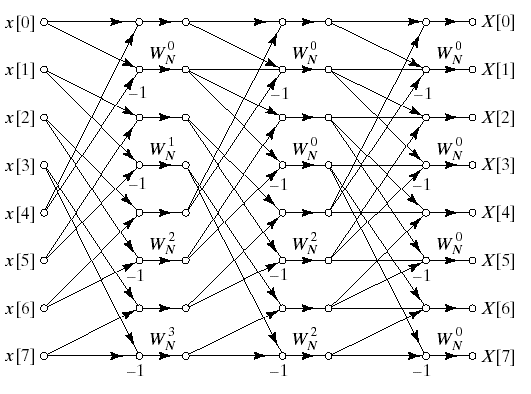 x[0] X[0]
W_N^0 W_N^0 W_N^0
x[1] X[1]
−1 −1 −1
x[2] X[2]
W_N^1 W_N^0 W_N^0
x[3] X[3]
−1 −1 −1
x[4] X[4]
W_N^2 W_N^2 W_N^0
x[5] X[5]
−1 −1 −1
x[6] X[6]
W_N^3 W_N^2 W_N^0
x[7] X[7]
−1 −1 −1